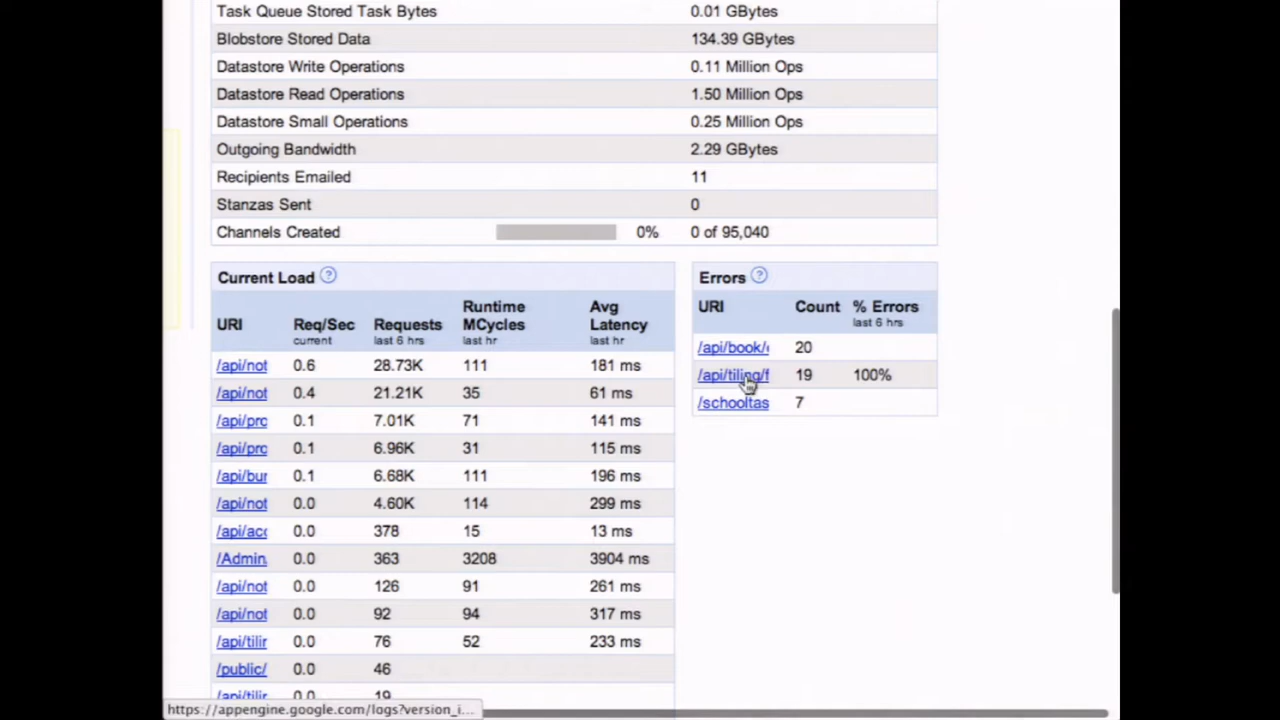 Task Queue Stored Task Bytes 0.01 GBytes
Blobstore Stored Data 134.39 GBytes
Datastore Write Operations 0.11 Million Ops
Datastore Read Operations 1.50 Million Ops
Datastore Small Operations 0.25 Million Ops
Outgoing Bandwidth 2.29 GBytes
Recipients Emailed 11
Stanzas Sent 0
Channels Created 0% 0 of 95,040
Current Load ?
URI Req/Sec current Requests last 6 hrs Runtime MCycles last hr Avg Latency last hr
/api/not 0.6 28.73K 111 181 ms
/api/not 0.4 21.21K 35 61 ms
/api/pro 0.1 7.01K 71 141 ms
/api/pro 0.1 6.96K 31 115 ms
/api/bur 0.1 6.68K 111 196 ms
/api/not 0.0 4.60K 114 299 ms
/api/acc 0.0 378 15 13 ms
/Admin 0.0 363 3208 3904 ms
/api/not 0.0 126 91 261 ms
/api/not 0.0 92 94 317 ms
/api/tilir 0.0 76 52 233 ms
/public/ 0.0 46
/api/tilir 0.0 19
Errors ?
URI Count % Errors last 6 hrs
/api/book/ 20
/api/tiling/f 19 100%
/schooltas 7
https://appengine.google.com/logs?version_i...